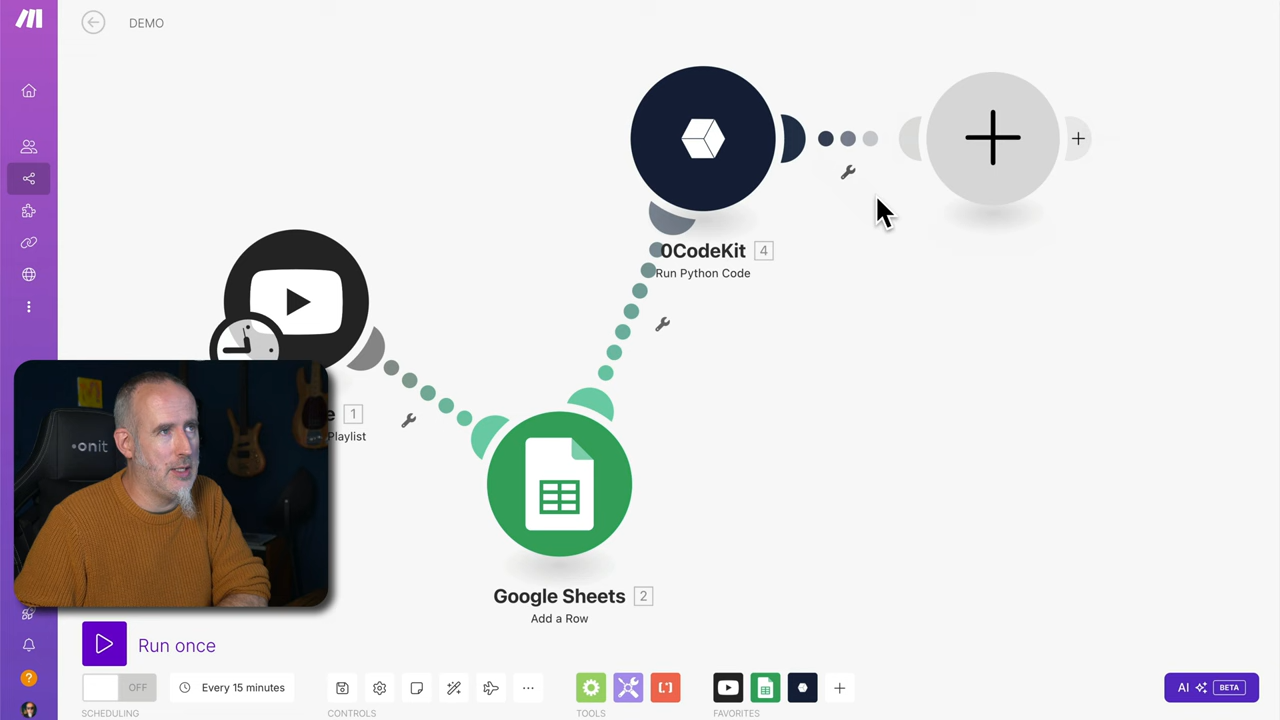 DEMO
0CodeKit 4
Run Python Code
e 1
Playlist
onit
Google Sheets 2
Add a Row
Run once
OFF
Every 15 minutes
SCHEDULING
CONTROLS
TOOLS
FAVORITES
AI BETA